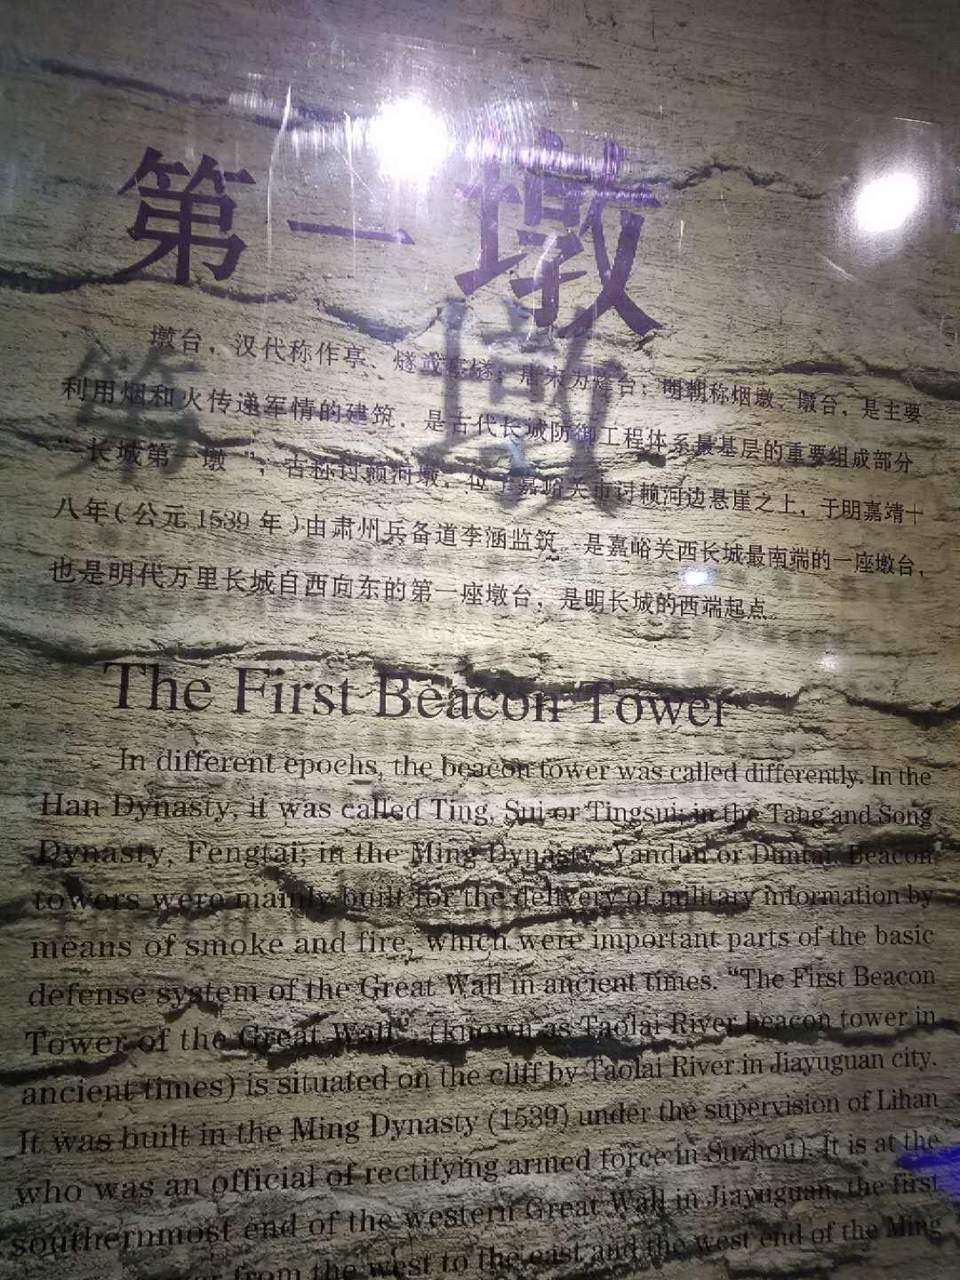 第一墩
墩台，汉代称作亭、燧或亭燧；唐宋为烽台；明朝称烟墩、墩台，是主要
利用烟和火传递军情的建筑，是古代长城防御工程体系最基层的重要组成部分。
“长城第一墩”，古称讨赖河墩，位于嘉峪关市讨赖河边悬崖之上，于明嘉靖十
八年（公元1539年）由肃州兵备道李涵监筑，是嘉峪关西长城最南端的一座墩台，
也是明代万里长城自西向东的第一座墩台，是明长城的西端起点。
The First Beacon Tower
In different epochs, the beacon tower was called differently. In the
Han Dynasty, it was called Ting, Sui or Tingsui; in the Tang and Song
Dynasty, Fengtai; in the Ming Dynasty, Yandun or Duntai. Beacon
towers were mainly built for the delivery of military information by
means of smoke and fire, which were important parts of the basic
defense system of the Great Wall in ancient times. “The First Beacon
Tower of the Great Wall”, (known as Taolai River beacon tower in
ancient times) is situated on the cliff by Taolai River in Jiayuguan city.
It was built in the Ming Dynasty (1539) under the supervision of Lihan
who was an official of rectifying armed force in Suzhou). It is at the
southernmost end of the western Great Wall in Jiayuguan, the first
from the west to the east and the west end of the Ming